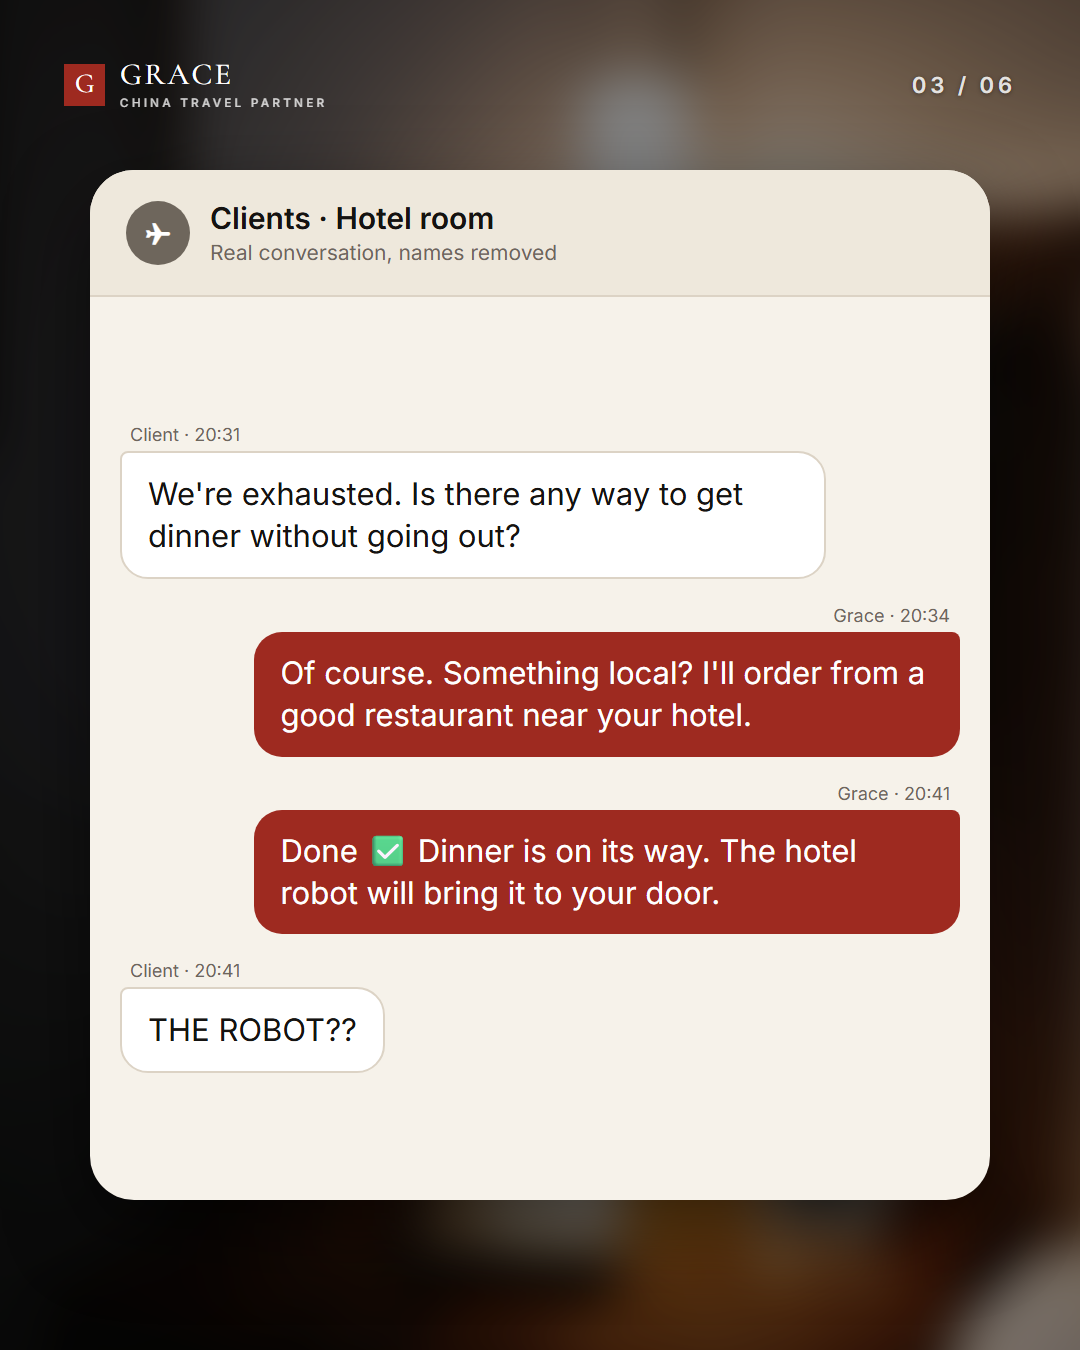 G
GRACE
CHINA TRAVEL PARTNER
03 / 06
Clients · Hotel room
Real conversation, names removed
Client · 20:31
We're exhausted. Is there any way to get
dinner without going out?
Grace · 20:34
Of course. Something local? I'll order from a
good restaurant near your hotel.
Grace · 20:41
Done ✅ Dinner is on its way. The hotel
robot will bring it to your door.
Client · 20:41
THE ROBOT??